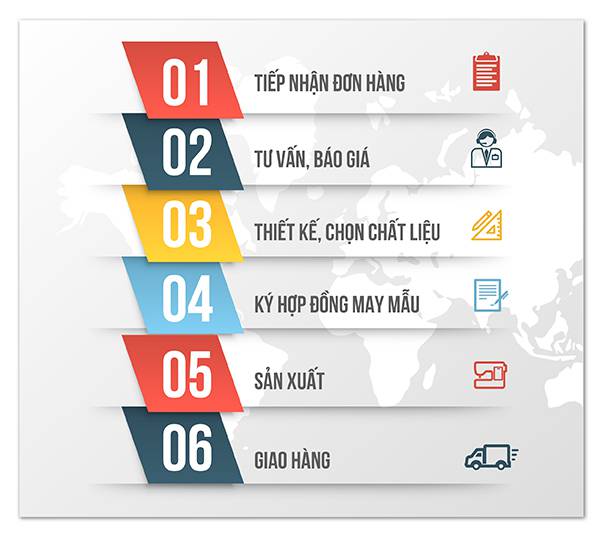 01 TIẾP NHẬN ĐƠN HÀNG
02 TƯ VẤN, BÁO GIÁ
03 THIẾT KẾ, CHỌN CHẤT LIỆU
04 KÝ HỢP ĐỒNG MAY MẪU
05 SẢN XUẤT
06 GIAO HÀNG